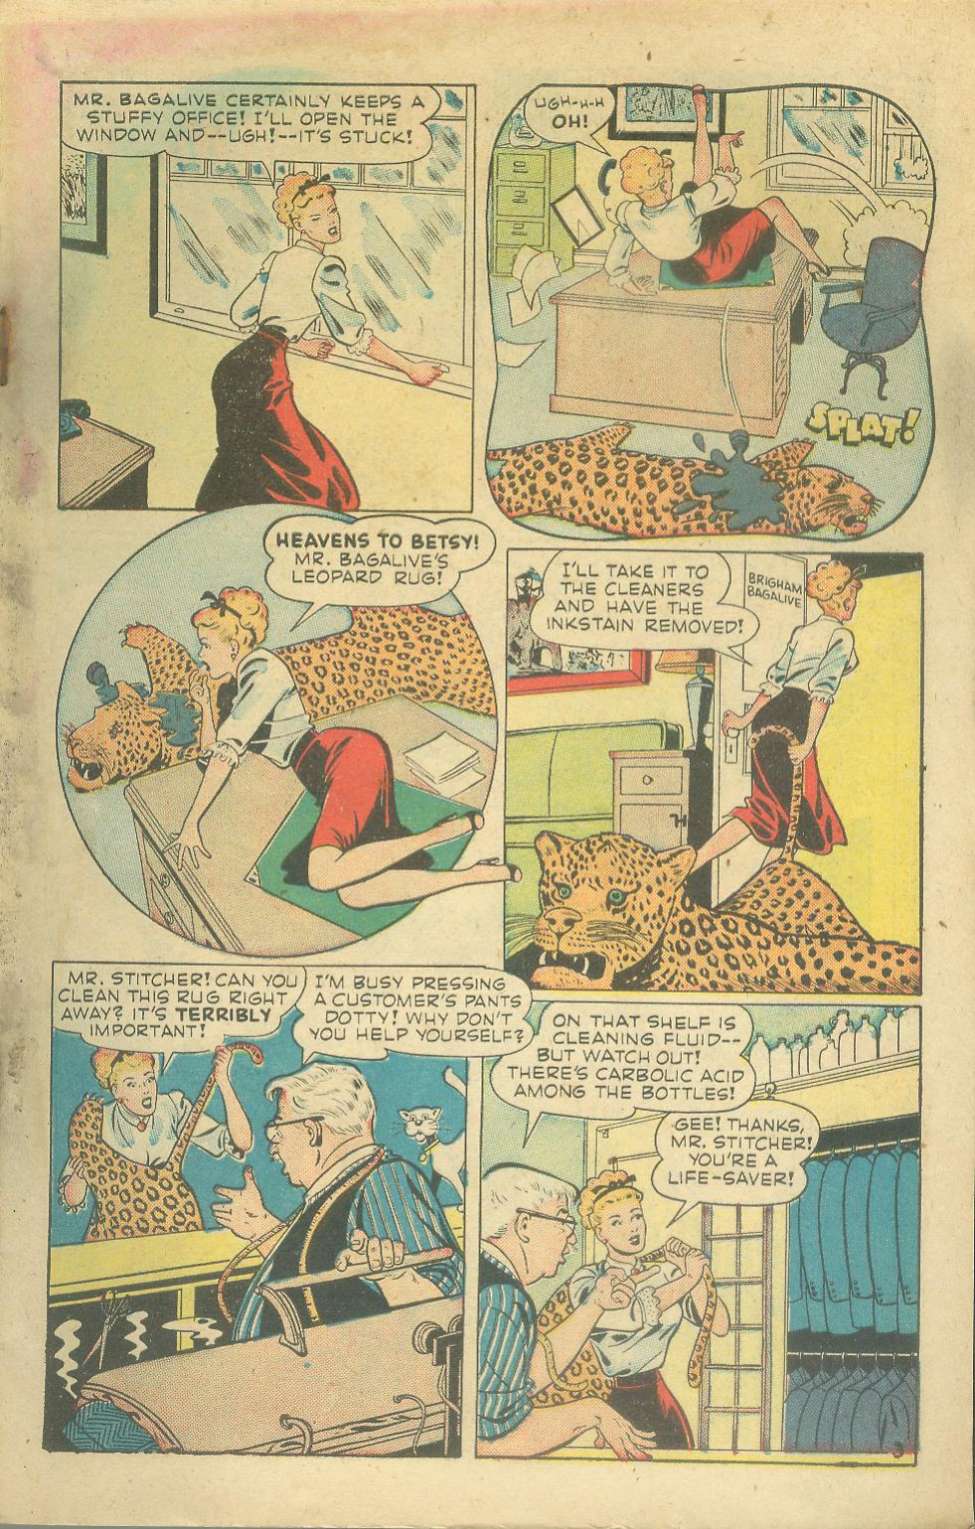 MR. BAGALIVE CERTAINLY KEEPS A
STUFFY OFFICE! I'LL OPEN THE
WINDOW AND--UGH!--IT'S STUCK!
UGH-H-H
OH!
SPLAT!
HEAVENS TO BETSY!
MR. BAGALIVE'S
LEOPARD RUG!
I'LL TAKE IT TO
THE CLEANERS
AND HAVE THE
INKSTAIN REMOVED!
BRIGHAM
BAGALIVE
MR. STITCHER! CAN YOU
CLEAN THIS RUG RIGHT
AWAY? IT'S TERRIBLY
IMPORTANT!
I'M BUSY PRESSING
A CUSTOMER'S PANTS
DOTTY! WHY DON'T
YOU HELP YOURSELF?
ON THAT SHELF IS
CLEANING FLUID--
BUT WATCH OUT!
THERE'S CARBOLIC ACID
AMONG THE BOTTLES!
GEE! THANKS,
MR. STITCHER!
YOU'RE A
LIFE-SAVER!
3